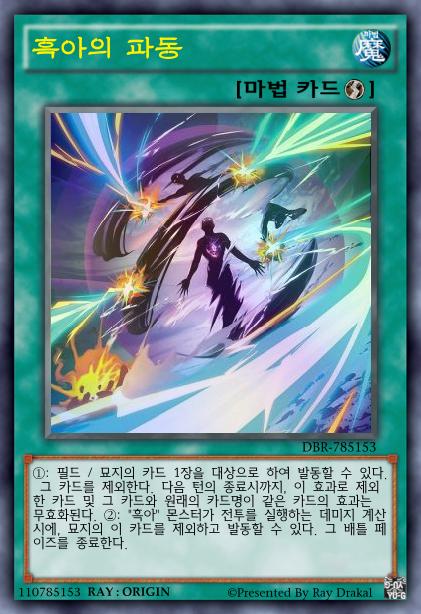 흑아의 파동
마법
魔
[마법 카드]
DBR-785153
①: 필드 / 묘지의 카드 1장을 대상으로 하여 발동할 수 있다.
그 카드를 제외한다. 다음 턴의 종료시까지, 이 효과로 제외
한 카드 및 그 카드와 원래의 카드명이 같은 카드의 효과는
무효화된다. ②: "흑아" 몬스터가 전투를 실행하는 데미지 계산
시에, 묘지의 이 카드를 제외하고 발동할 수 있다. 그 배틀 페
이즈를 종료한다.
110785153 RAY : ORIGIN ©Presented By Ray Drakal